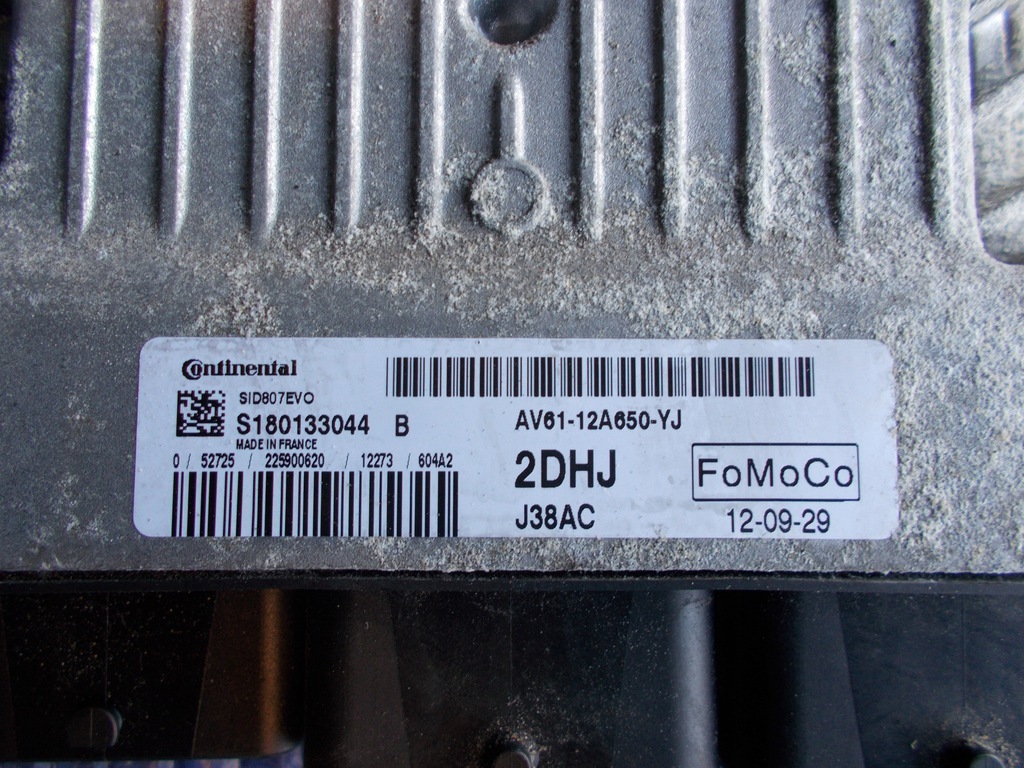 Continental
SID807EVO
S180133044 B
MADE IN FRANCE
0 / 52725 / 225900620 / 12273 / 604A2
AV61-12A650-YJ
2DHJ
FoMoCo
J38AC
12-09-29